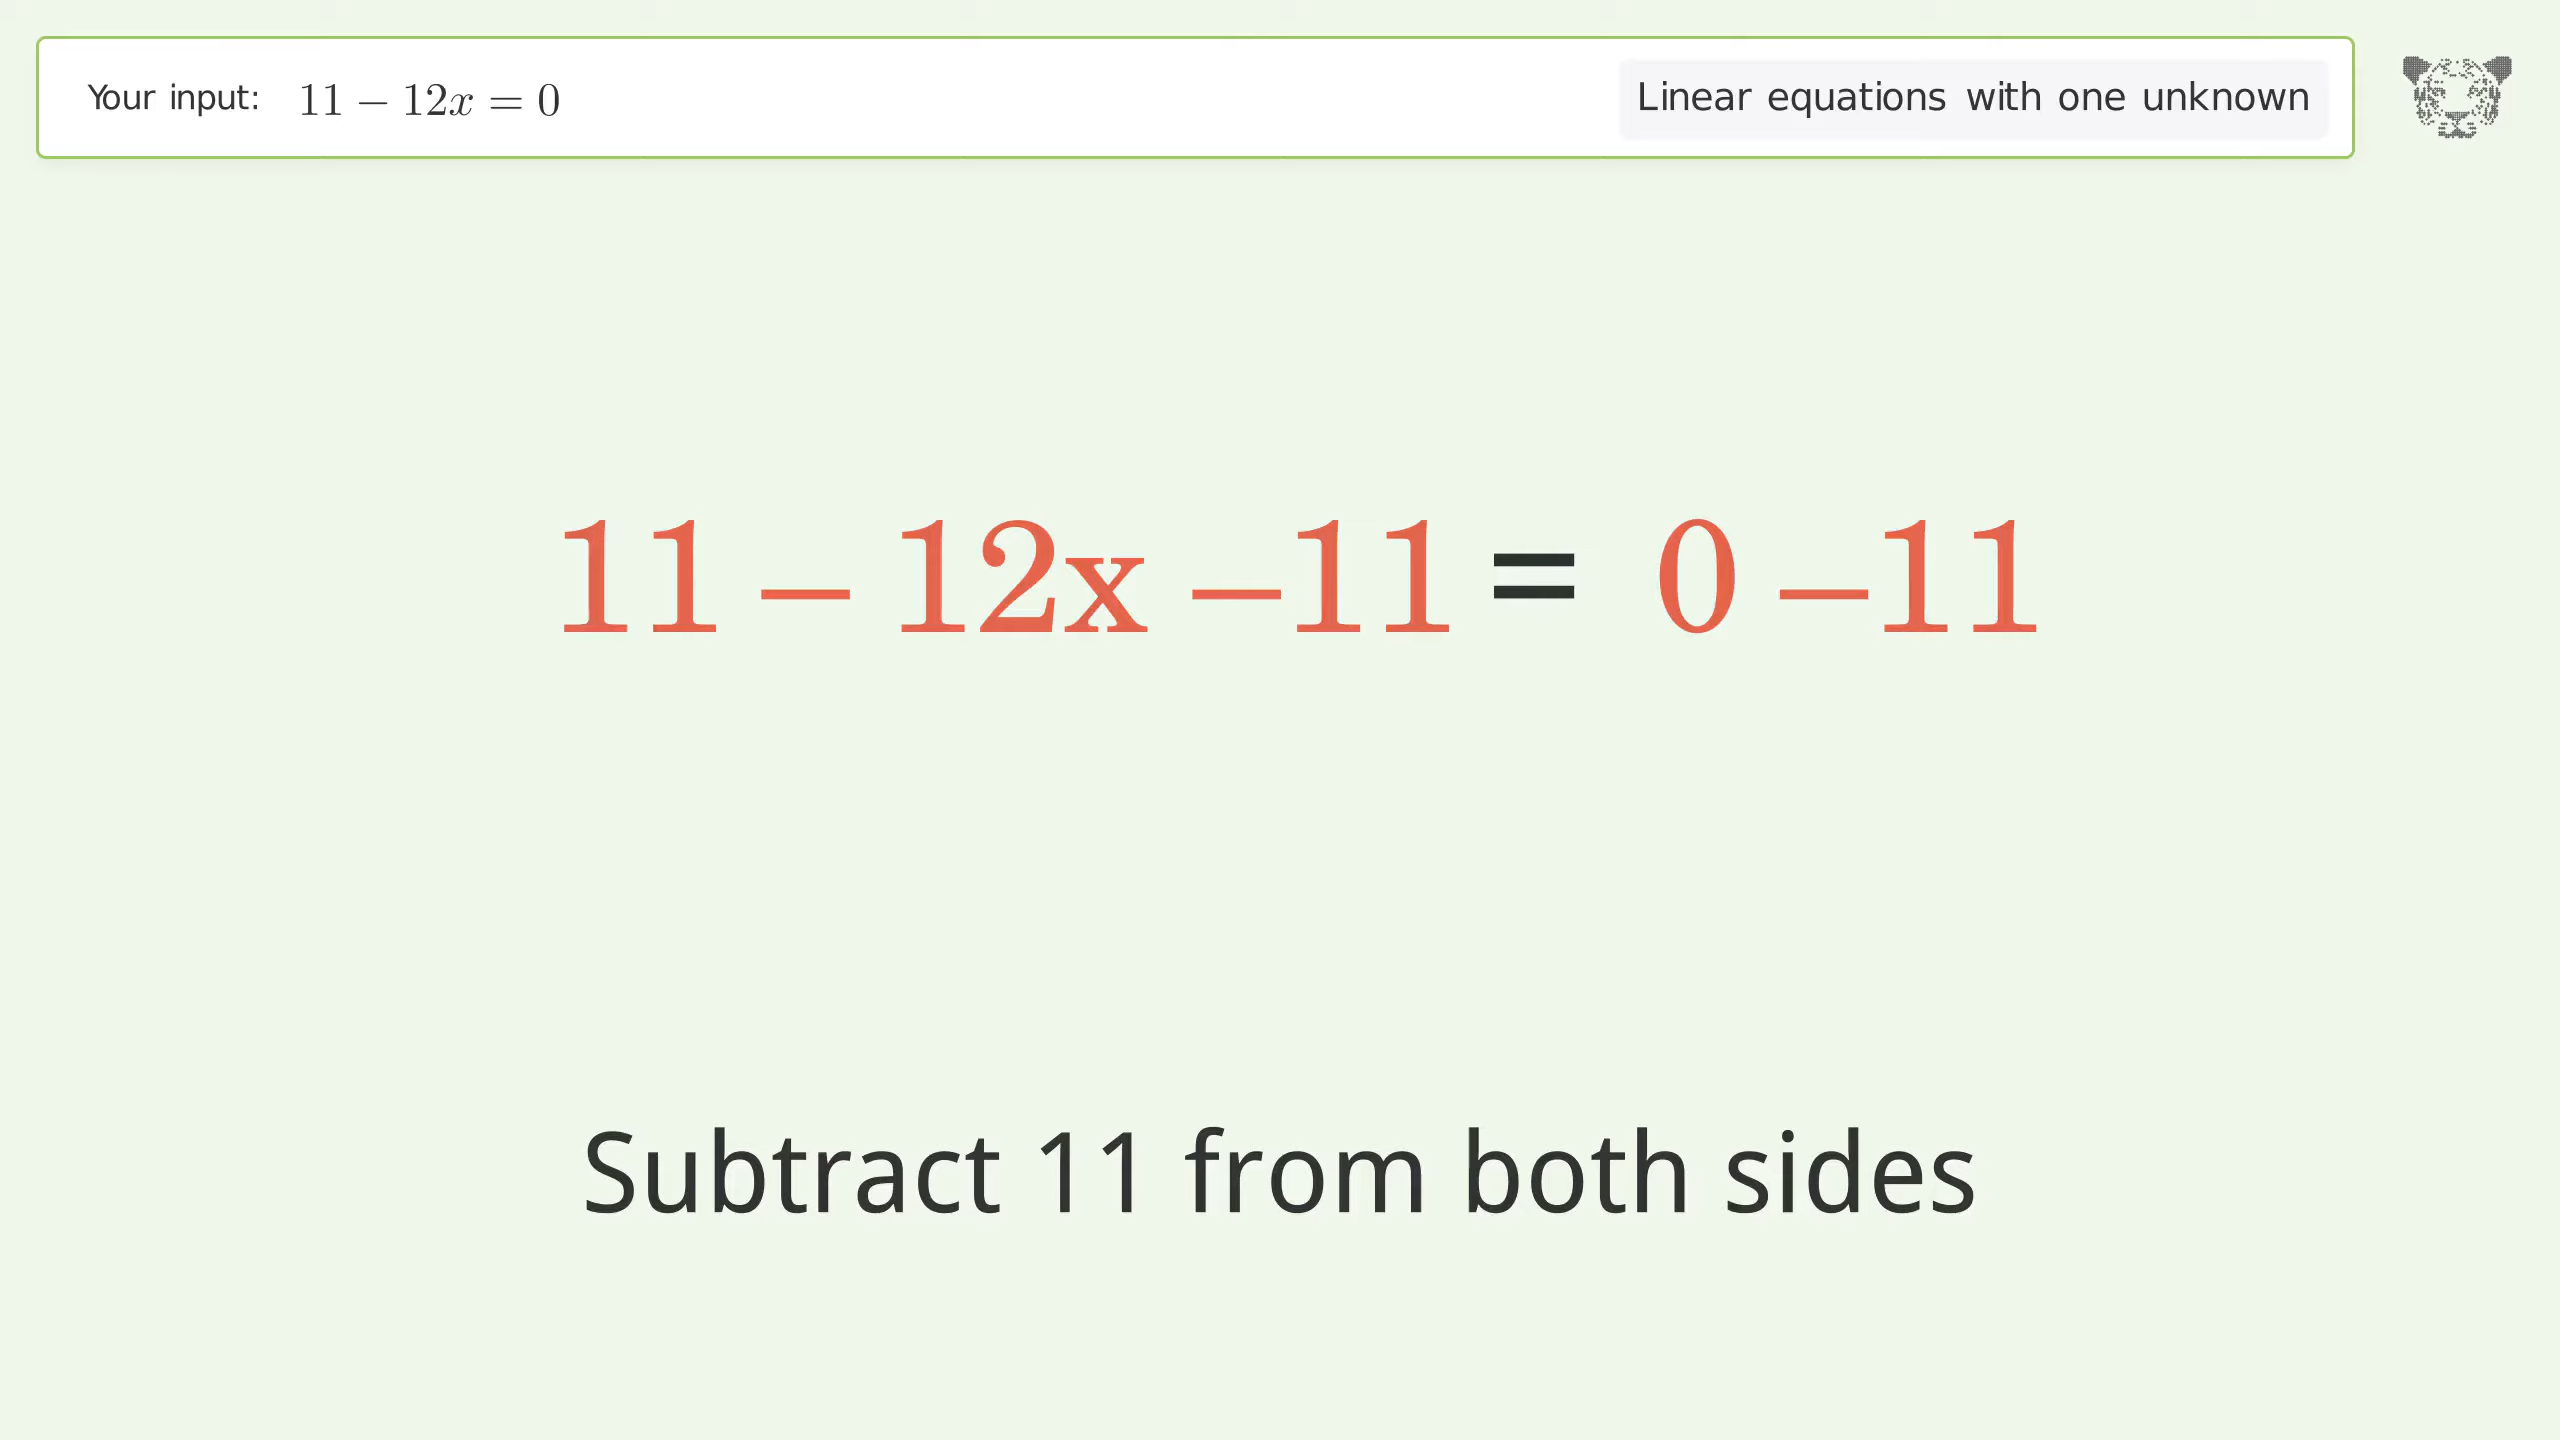 Your input: 11 − 12x = 0
Linear equations with one unknown
11 − 12x −11 = 0 −11
Subtract 11 from both sides